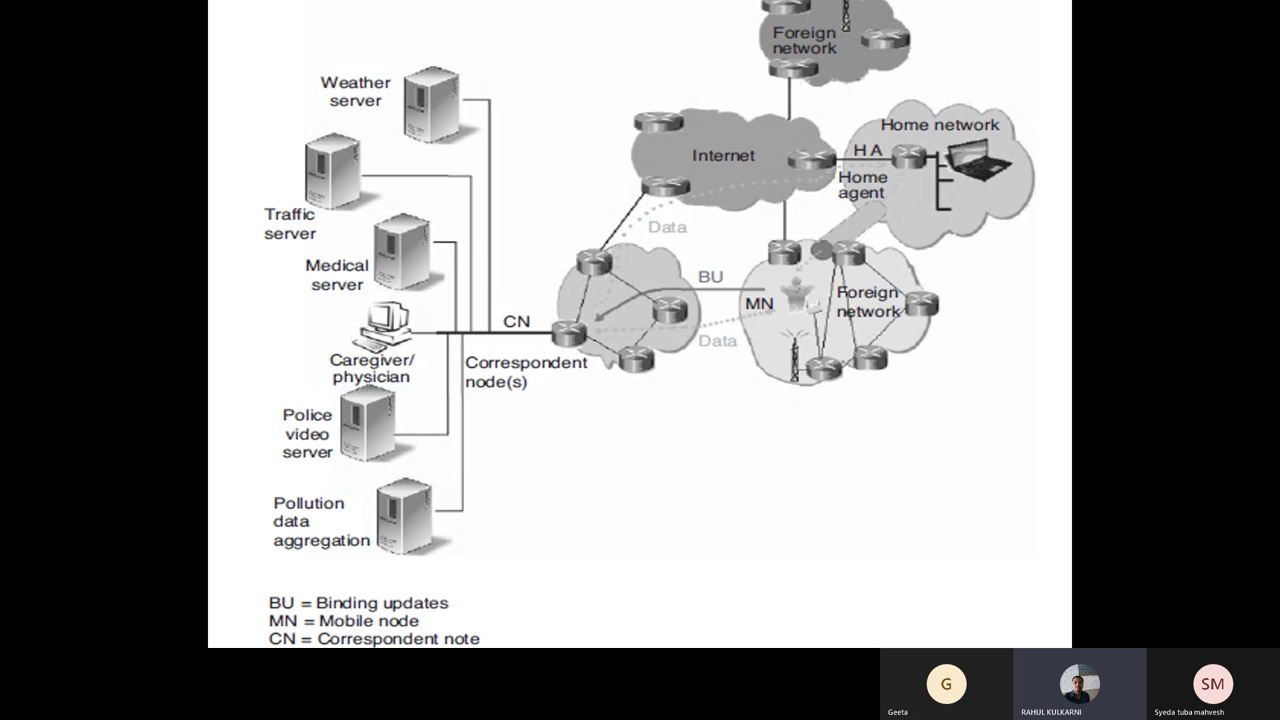 Foreign
network
Weather
server
Home network
Internet
H A
Home
agent
Traffic
server
Data
Medical
server
BU
MN
Foreign
network
CN
Data
Caregiver/
physician
Correspondent
node(s)
Police
video
server
Pollution
data
aggregation
BU = Binding updates
MN = Mobile node
CN = Correspondent note
G
SM
Geeta
RAHUL KULKARNI
Syeda tuba mahvesh